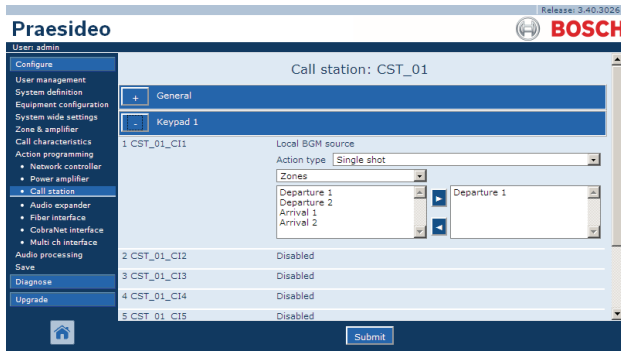 Release: 3.40.3026
Praesideo
BOSCH
User: admin
Configure
User management
System definition
Equipment configuration
System wide settings
Zone & amplifier
Call characteristics
Action programming
• Network controller
• Power amplifier
• Call station
• Audio expander
• Fiber interface
• CobraNet interface
• Multi ch interface
Audio processing
Save
Diagnose
Upgrade
Call station: CST_01
+ General
- Keypad 1
1 CST_01_CI1 Local BGM source
Action type Single shot
Zones
Departure 1 Departure 1
Departure 2
Arrival 1
Arrival 2
2 CST_01_CI2 Disabled
3 CST_01_CI3 Disabled
4 CST_01_CI4 Disabled
5 CST_01_CI5 Disabled
Submit